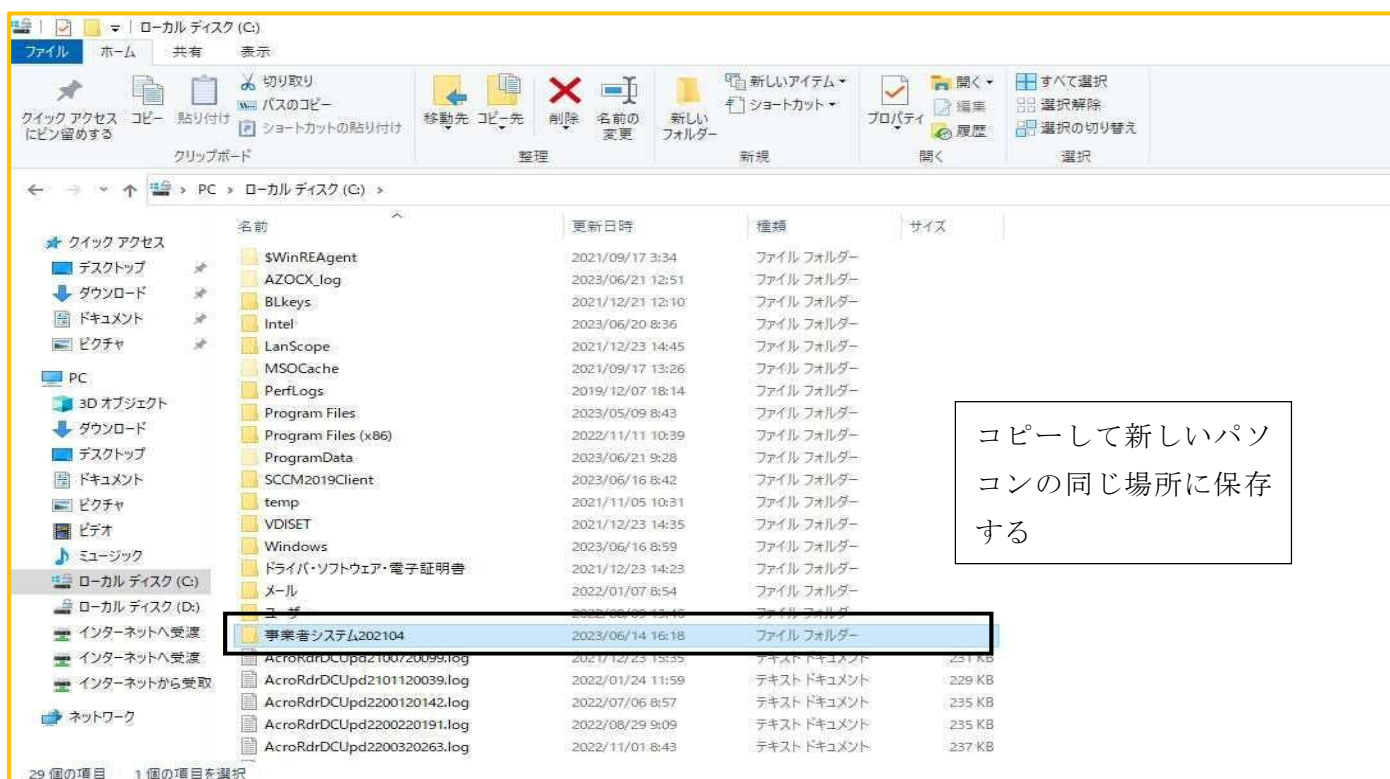 ローカル ディスク (C:)
ファイル ホーム 共有 表示
クイック アクセス
にピン留めする
コピー
貼り付け
切り取り
パスのコピー
ショートカットの貼り付け
クリップボード
移動先
コピー先
削除
名前の
変更
整理
新しい
フォルダー
新しいアイテム
ショートカット
新規
プロパティ
開く
編集
履歴
開く
すべて選択
選択解除
選択の切り替え
選択
PC › ローカル ディスク (C:) ›
クイック アクセス
デスクトップ
ダウンロード
ドキュメント
ピクチャ
PC
3D オブジェクト
ダウンロード
デスクトップ
ドキュメント
ピクチャ
ビデオ
ミュージック
ローカル ディスク (C:)
ローカル ディスク (D:)
インターネットへ受渡
インターネットへ受渡
インターネットから受取
ネットワーク
名前 更新日時 種類 サイズ
$WinREAgent 2021/09/17 3:34 ファイル フォルダー
AZOCX_log 2023/06/21 12:51 ファイル フォルダー
BLkeys 2021/12/21 12:10 ファイル フォルダー
Intel 2023/06/20 8:36 ファイル フォルダー
LanScope 2021/12/23 14:45 ファイル フォルダー
MSOCache 2021/09/17 13:26 ファイル フォルダー
PerfLogs 2019/12/07 18:14 ファイル フォルダー
Program Files 2023/05/09 8:43 ファイル フォルダー
Program Files (x86) 2022/11/11 10:39 ファイル フォルダー
ProgramData 2023/06/21 9:28 ファイル フォルダー
SCCM2019Client 2023/06/16 8:42 ファイル フォルダー
temp 2021/11/05 10:31 ファイル フォルダー
VDISET 2021/12/23 14:35 ファイル フォルダー
Windows 2023/06/16 8:59 ファイル フォルダー
ドライバ・ソフトウェア・電子証明書 2021/12/23 14:23 ファイル フォルダー
メール 2022/01/07 8:54 ファイル フォルダー
ユーザー ファイル フォルダー
事業者システム202104 2023/06/14 16:18 ファイル フォルダー
AcroRdrDCUpd2100720099.log 2021/12/23 15:35 テキスト ドキュメント 231 KB
AcroRdrDCUpd2101120039.log 2022/01/24 11:59 テキスト ドキュメント 229 KB
AcroRdrDCUpd2200120142.log 2022/07/06 8:57 テキスト ドキュメント 235 KB
AcroRdrDCUpd2200220191.log 2022/08/29 9:09 テキスト ドキュメント 235 KB
AcroRdrDCUpd2200320263.log 2022/11/01 8:43 テキスト ドキュメント 237 KB
コピーして新しいパソ
コンの同じ場所に保存
する
29 個の項目 1 個の項目を選択